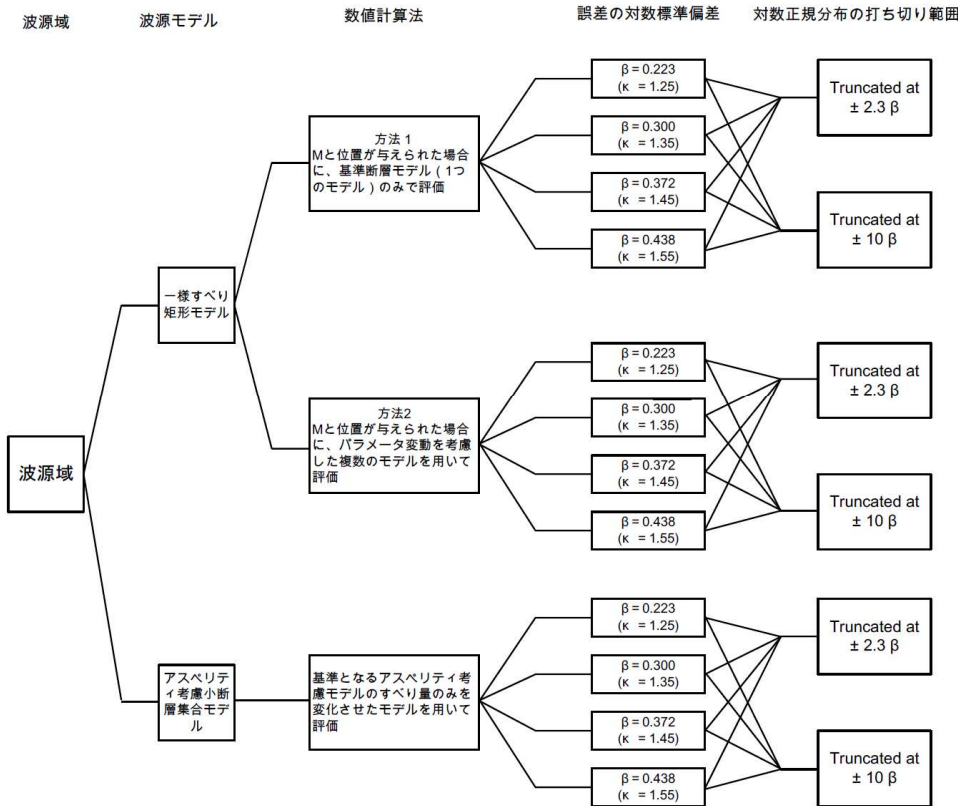 波源域
波源モデル
数値計算法
誤差の対数標準偏差
対数正規分布の打ち切り範囲
波源域
一様すべり
矩形モデル
アスペリティ考慮小断
層集合モデル
方法 1
Mと位置が与えられた場合
に、基準断層モデル(1つ
のモデル)のみで評価
β = 0.223
(κ = 1.25)
β = 0.300
(κ = 1.35)
β = 0.372
(κ = 1.45)
β = 0.438
(κ = 1.55)
Truncated at
± 2.3 β
Truncated at
± 10 β
方法2
Mと位置が与えられた場合
に、パラメータ変動を考慮
した複数のモデルを用いて
評価
β = 0.223
(κ = 1.25)
β = 0.300
(κ = 1.35)
β = 0.372
(κ = 1.45)
β = 0.438
(κ = 1.55)
Truncated at
± 2.3 β
Truncated at
± 10 β
基準となるアスペリティ考
慮モデルのすべり量のみを
変化させたモデルを用いて
評価
β = 0.223
(κ = 1.25)
β = 0.300
(κ = 1.35)
β = 0.372
(κ = 1.45)
β = 0.438
(κ = 1.55)
Truncated at
± 2.3 β
Truncated at
± 10 β